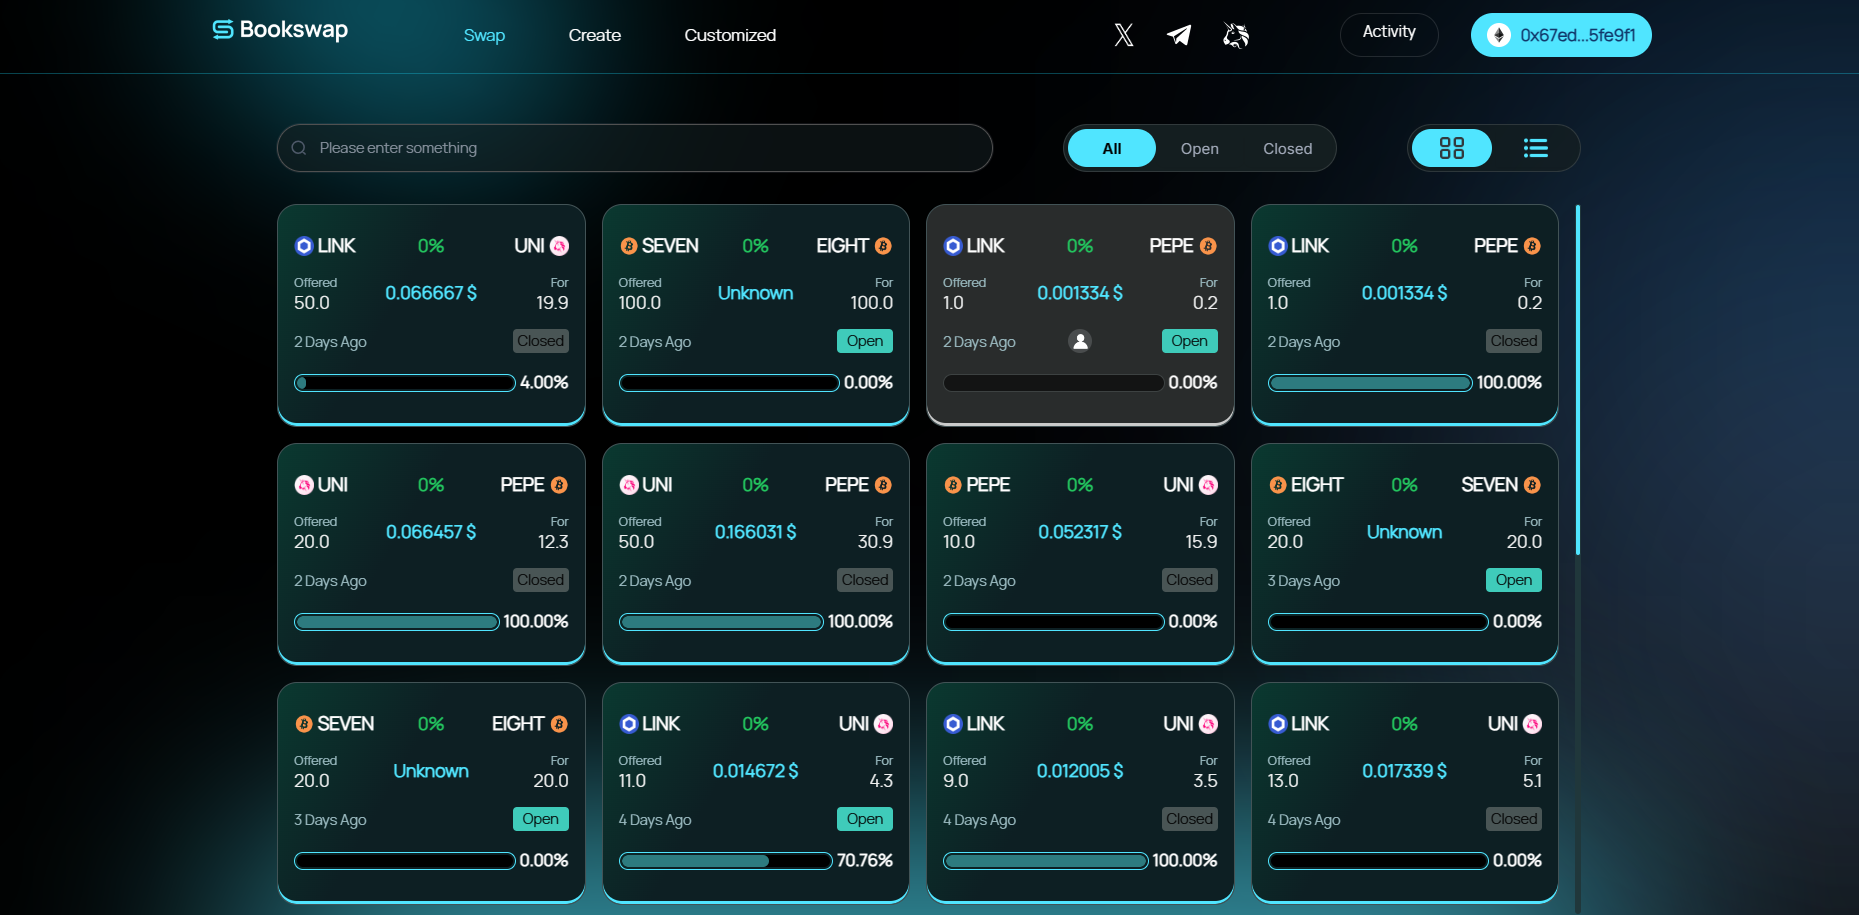 Bookswap
Swap
Create
Customized
Activity
0x67ed...5fe9f1
Please enter something
All
Open
Closed
LINK 0% UNI
Offered For
50.0 0.066667 $ 19.9
2 Days Ago Closed
4.00%
SEVEN 0% EIGHT
Offered For
100.0 Unknown 100.0
2 Days Ago Open
0.00%
LINK 0% PEPE
Offered For
1.0 0.001334 $ 0.2
2 Days Ago Open
0.00%
LINK 0% PEPE
Offered For
1.0 0.001334 $ 0.2
2 Days Ago Closed
100.00%
UNI 0% PEPE
Offered For
20.0 0.066457 $ 12.3
2 Days Ago Closed
100.00%
UNI 0% PEPE
Offered For
50.0 0.166031 $ 30.9
2 Days Ago Closed
100.00%
PEPE 0% UNI
Offered For
10.0 0.052317 $ 15.9
2 Days Ago Closed
0.00%
EIGHT 0% SEVEN
Offered For
20.0 Unknown 20.0
3 Days Ago Open
0.00%
SEVEN 0% EIGHT
Offered For
20.0 Unknown 20.0
3 Days Ago Open
0.00%
LINK 0% UNI
Offered For
11.0 0.014672 $ 4.3
4 Days Ago Open
70.76%
LINK 0% UNI
Offered For
9.0 0.012005 $ 3.5
4 Days Ago Closed
100.00%
LINK 0% UNI
Offered For
13.0 0.017339 $ 5.1
4 Days Ago Closed
0.00%